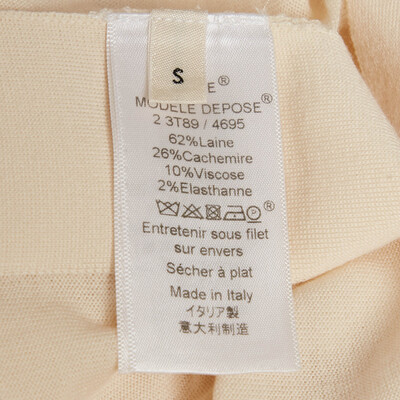 S
E®
MODELE DEPOSE®
2 3T89 / 4695
62%Laine
26%Cachemire
10%Viscose
2%Elasthanne
Entretenir sous filet
sur envers
Sécher à plat
Made in Italy
イタリア製
意大利制造